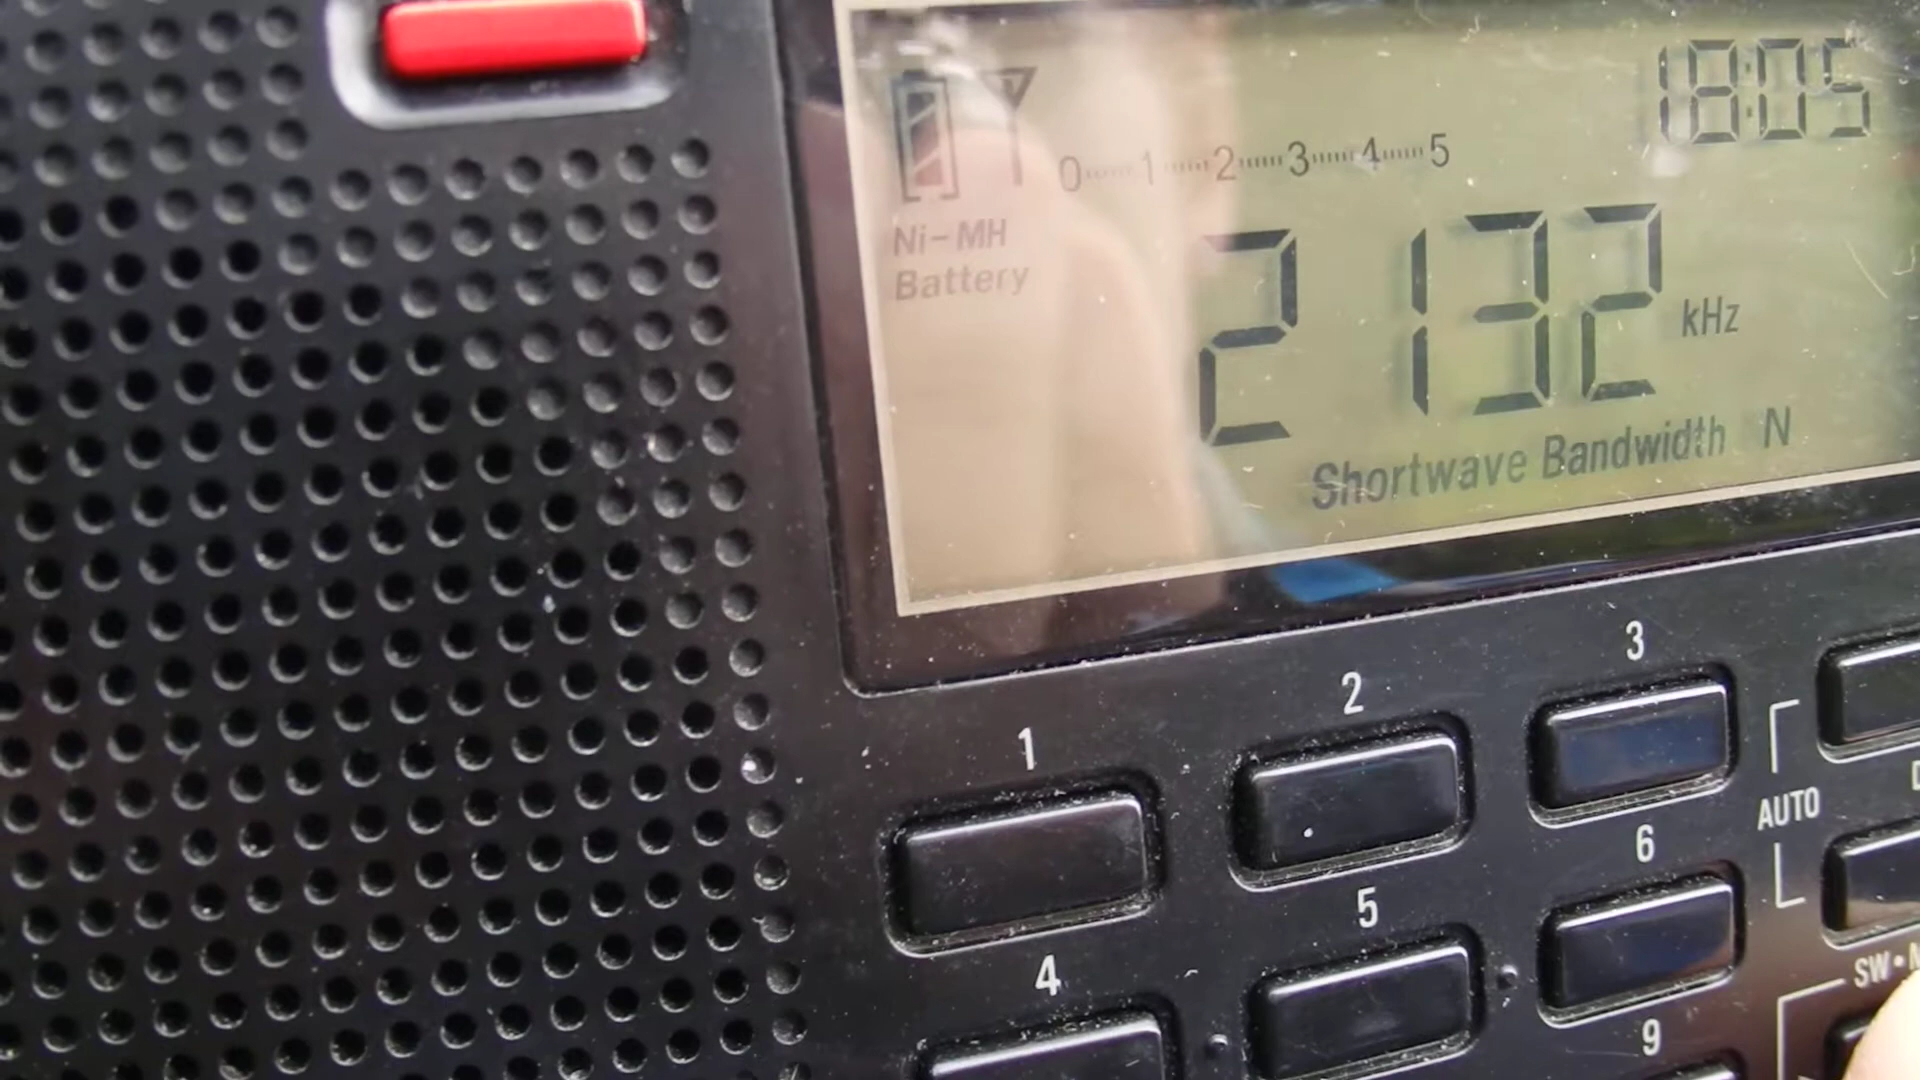 18:05
0 1 2 3 4 5
Ni-MH
Battery
2132 kHz
Shortwave Bandwidth N
1 2 3
AUTO
4 5 6
SW
9